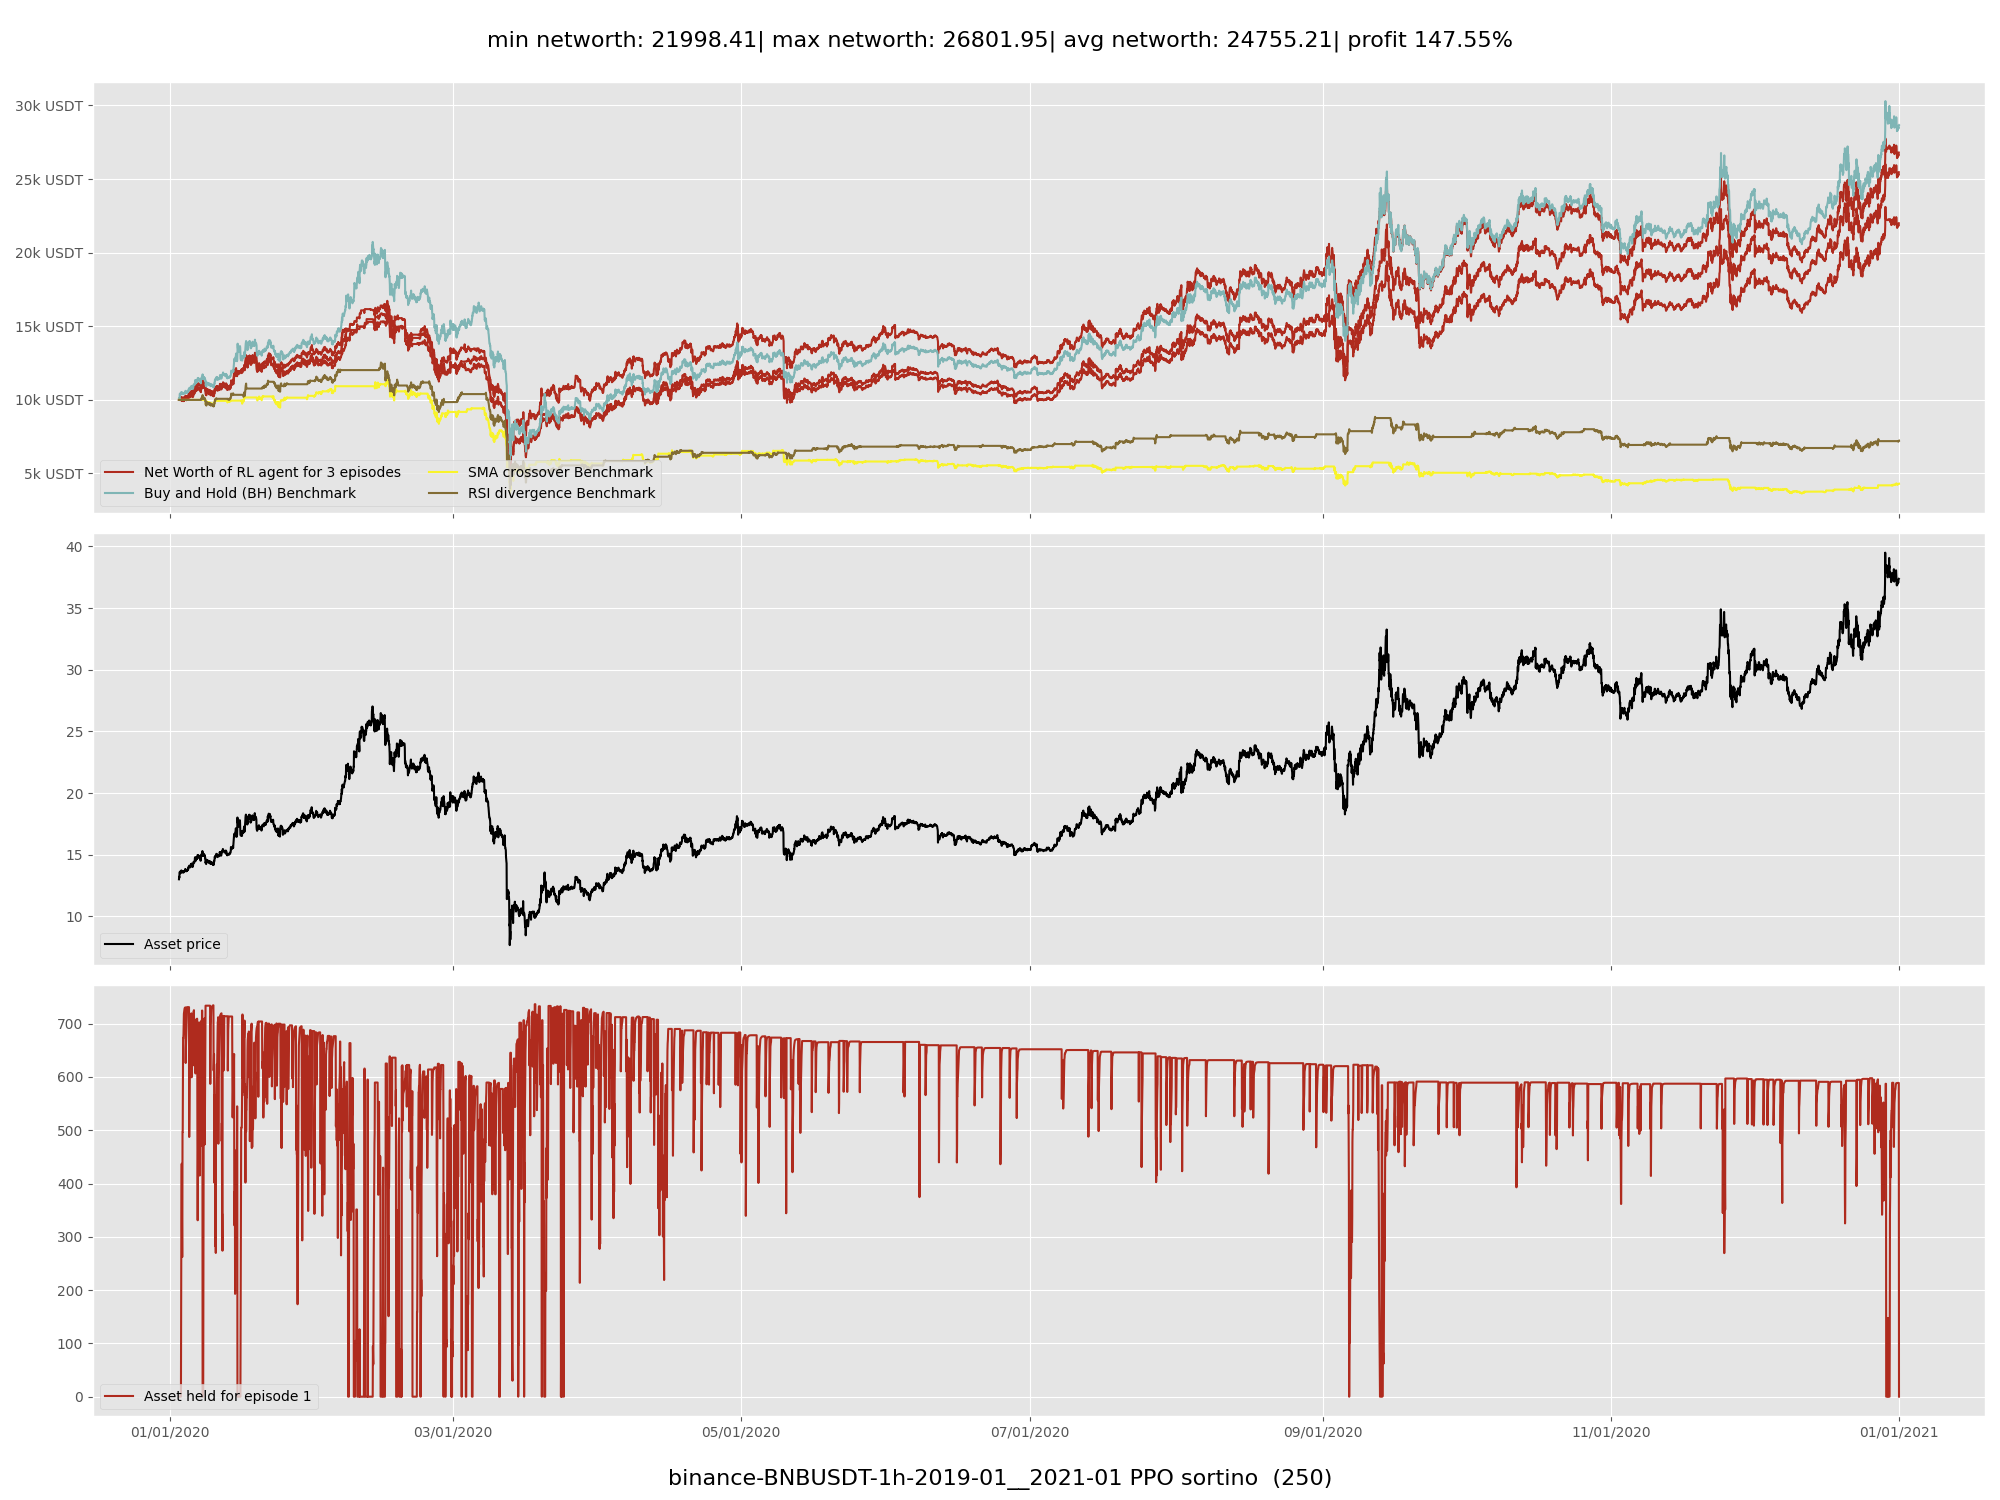 min networth: 21998.41| max networth: 26801.95| avg networth: 24755.21| profit 147.55%
30k USDT
25k USDT
20k USDT
15k USDT
10k USDT
5k USDT
Net Worth of RL agent for 3 episodes
Buy and Hold (BH) Benchmark
SMA crossover Benchmark
RSI divergence Benchmark
40
35
30
25
20
15
10
Asset price
700
600
500
400
300
200
100
0
Asset held for episode 1
01/01/2020
03/01/2020
05/01/2020
07/01/2020
09/01/2020
11/01/2020
01/01/2021
binance-BNBUSDT-1h-2019-01__2021-01 PPO sortino (250)